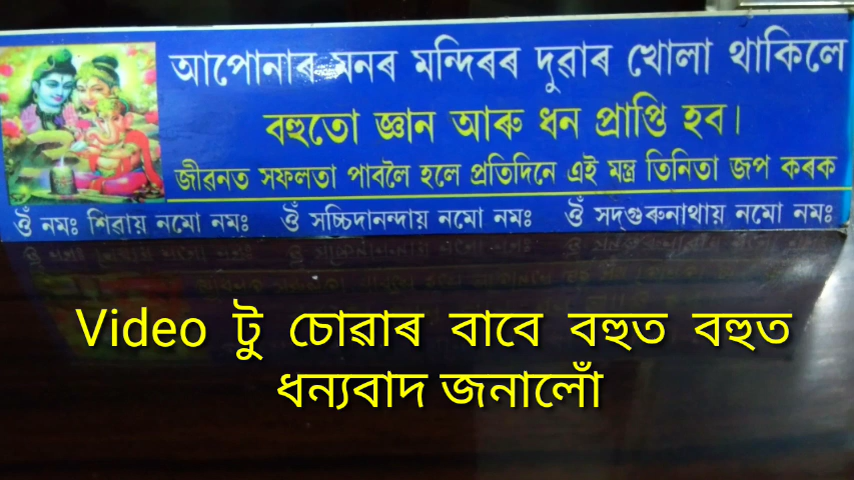 আপোনাৰ মনৰ মন্দিৰৰ দুৱাৰ খোলা থাকিলে
বহুতো জ্ঞান আৰু ধন প্ৰাপ্তি হব।
জীৱনত সফলতা পাবলৈ হলে প্ৰতিদিনে এই মন্ত্ৰ তিনিতা জপ কৰক
ওঁ নমঃ শিৱায় নমো নমঃ ওঁ সচ্চিদানন্দায় নমো নমঃ ওঁ সদ্‌গুৰুনাথায় নমো নমঃ
Video টু চোৱাৰ বাবে বহুত বহুত
ধন্যবাদ জনালোঁ